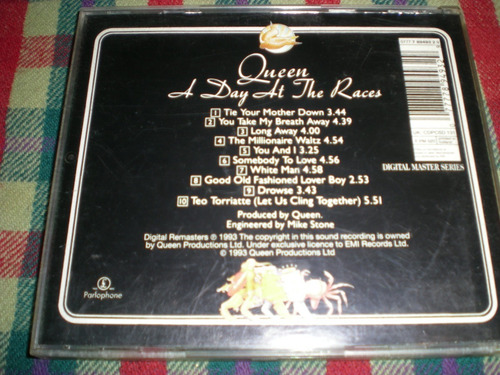 Queen
A Day At The Races
1 Tie Your Mother Down 3.44
2 You Take My Breath Away 4.39
3 Long Away 4.00
4 The Millionaire Waltz 4.54
5 You And I 3.25
6 Somebody To Love 4.56
7 White Man 4.58
8 Good Old Fashioned Lover Boy 2.53
9 Drowse 3.43
10 Teo Torriatte (Let Us Cling Together) 5.51
Produced by Queen.
Engineered by Mike Stone
Digital Remasters ℗ 1993 The copyright in this sound recording is owned
by Queen Productions Ltd. Under exclusive licence to EMI Records Ltd.
© 1993 Queen Productions Ltd
DIGITAL MASTER SERIES
Parlophone